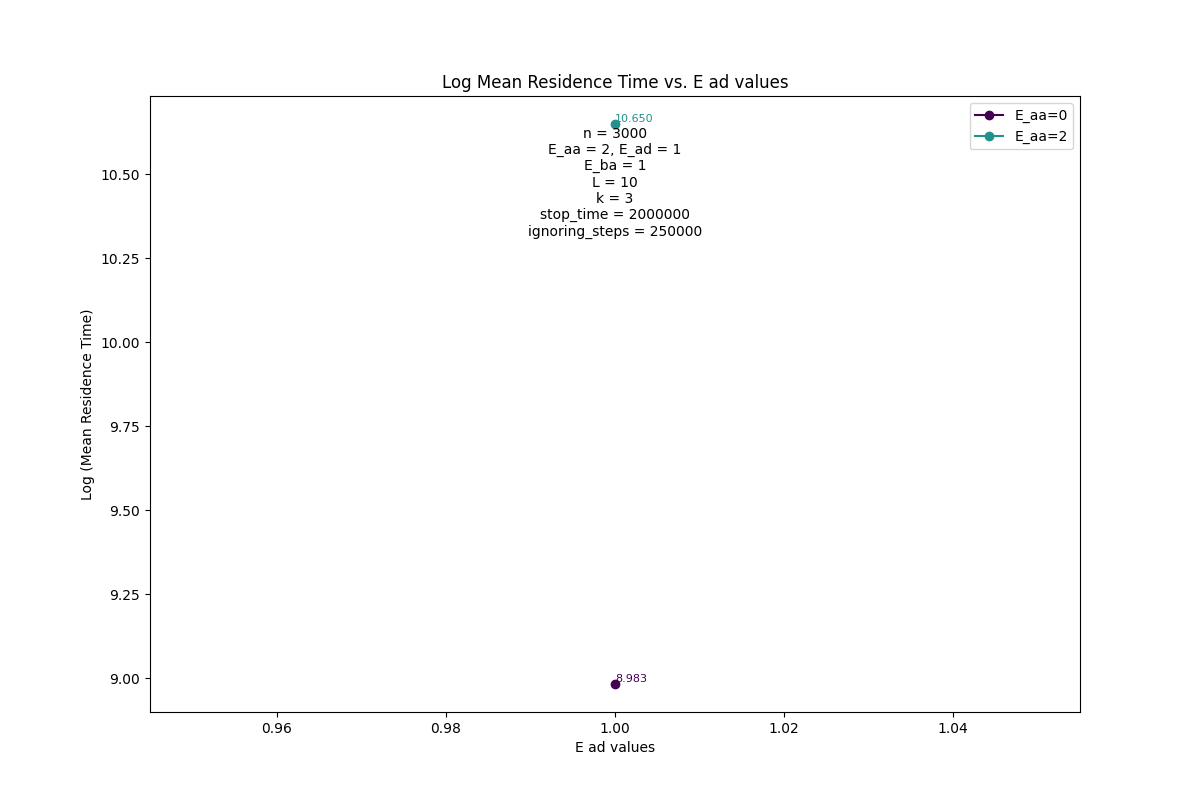 Log Mean Residence Time vs. E ad values
10.650
n = 3000
E_aa = 2, E_ad = 1
E_ba = 1
L = 10
k = 3
stop_time = 2000000
ignoring_steps = 250000
E_aa=0
E_aa=2
Log (Mean Residence Time)
10.50
10.25
10.00
9.75
9.50
9.25
9.00
8.983
0.96
0.98
1.00
1.02
1.04
E ad values